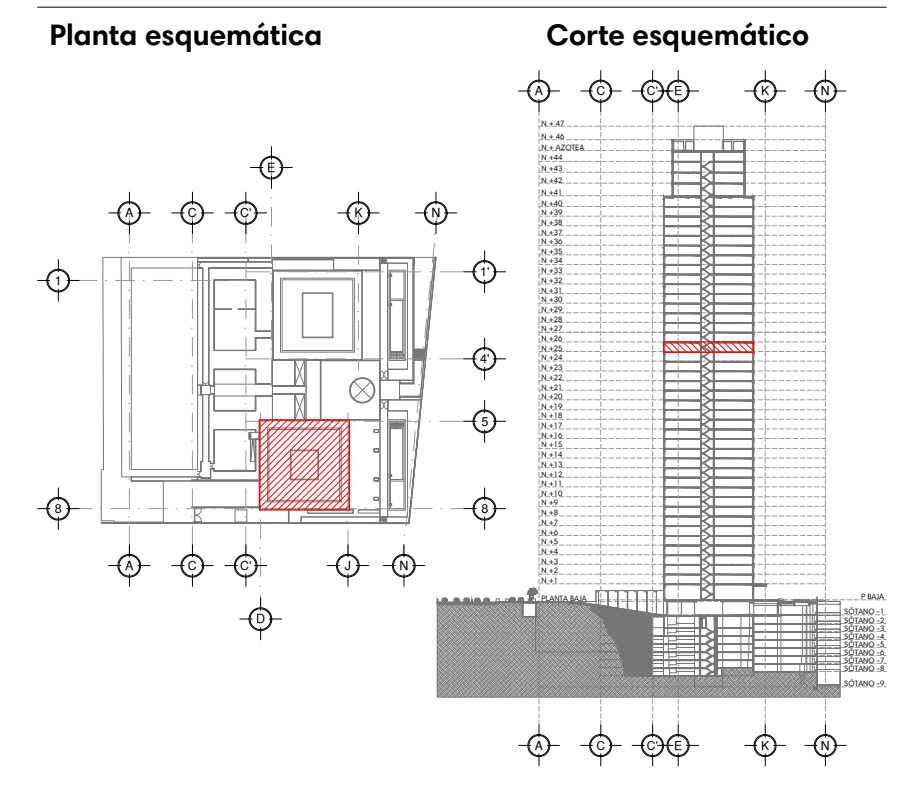 Planta esquemática
Corte esquemático
A C C' E K N
N + 47
N + 46
N + AZOTEA
N +44
N +43
N +42
N +41
N +40
N +39
N +38
N +37
N +36
N +35
N +34
N +33
N +32
N +31
N +30
N +29
N +28
N +27
N +26
N +25
N +24
N +23
N +22
N +21
N +20
N +19
N +18
N +17
N +16
N +15
N +14
N +13
N +12
N +11
N +10
N +9
N +8
N +7
N +6
N +5
N +4
N +3
N +2
N +1
PLANTA BAJA
P BAJA
SÓTANO -1
SÓTANO -2
SÓTANO -3
SÓTANO -4
SÓTANO -5
SÓTANO -6
SÓTANO -7
SÓTANO -8
SÓTANO -9
A C C' E K N
E
A C C' K N
1 1'
4'
5
8 8
A C C' J N
D